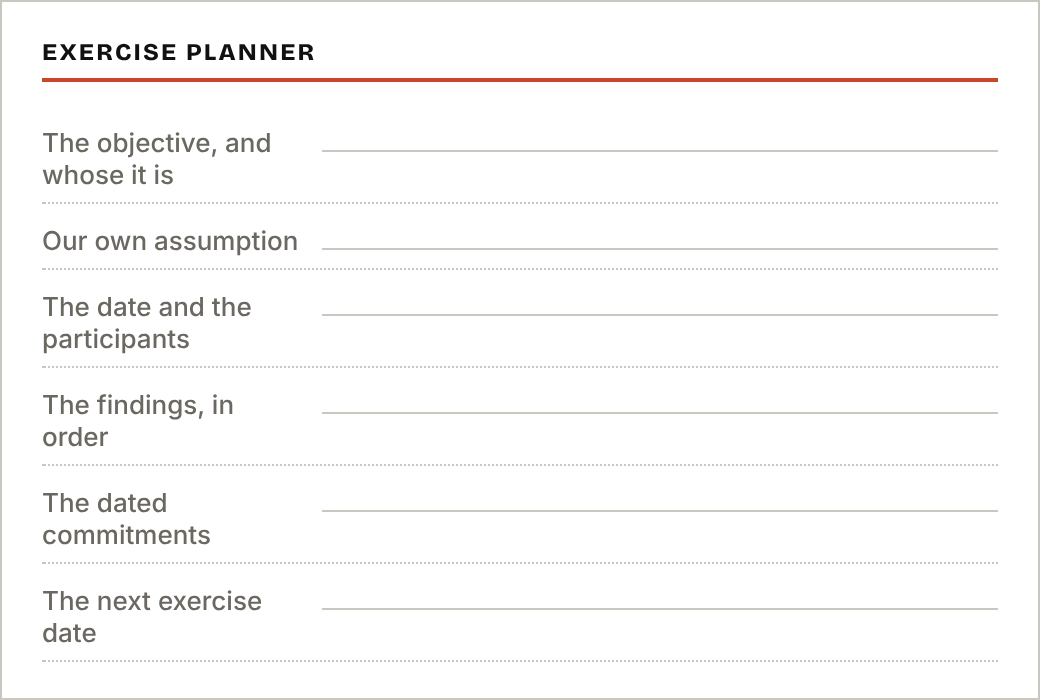 EXERCISE PLANNER
The objective, and
whose it is
Our own assumption
The date and the
participants
The findings, in
order
The dated
commitments
The next exercise
date